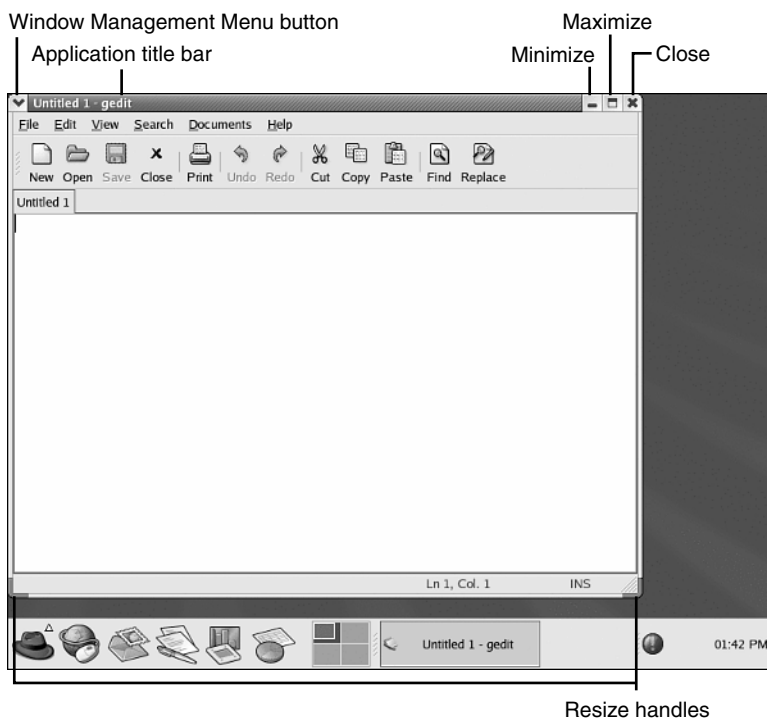 Window Management Menu button
Maximize
Application title bar
Minimize
Close
Untitled 1 - gedit
File Edit View Search Documents Help
New Open Save Close Print Undo Redo Cut Copy Paste Find Replace
Untitled 1
Ln 1, Col. 1 INS
Untitled 1 - gedit
01:42 PM
Resize handles